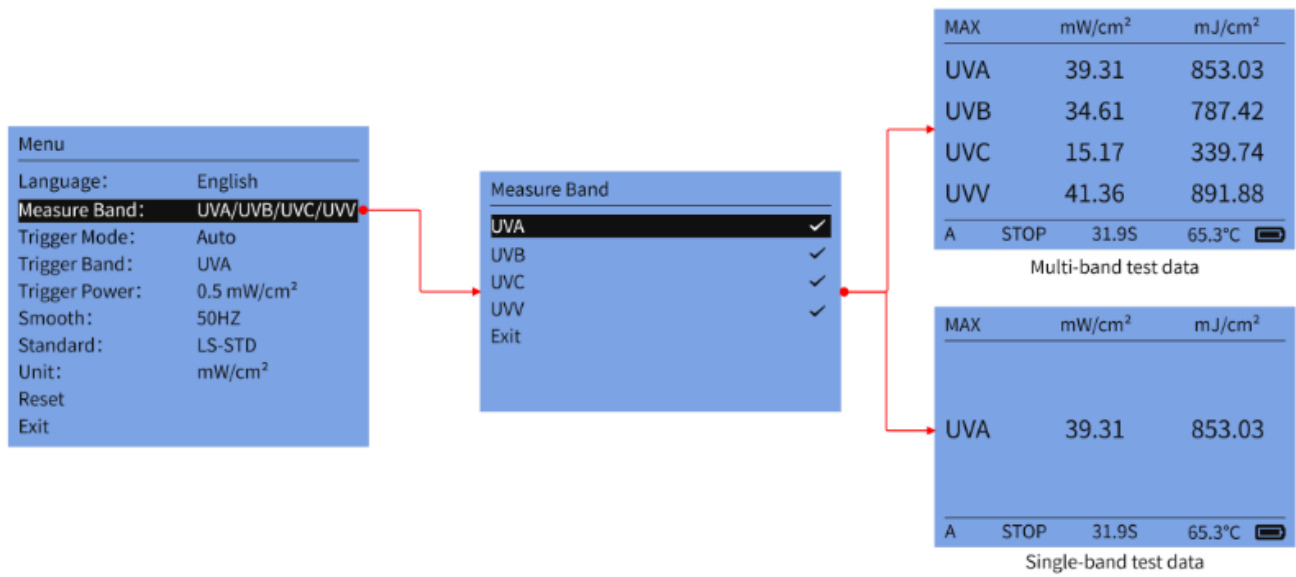 Menu
Language: English
Measure Band: UVA/UVB/UVC/UVV
Trigger Mode: Auto
Trigger Band: UVA
Trigger Power: 0.5 mW/cm²
Smooth: 50HZ
Standard: LS-STD
Unit: mW/cm²
Reset
Exit
Measure Band
UVA ✓
UVB ✓
UVC ✓
UVV ✓
Exit
MAX mW/cm² mJ/cm²
UVA 39.31 853.03
UVB 34.61 787.42
UVC 15.17 339.74
UVV 41.36 891.88
A STOP 31.9S 65.3°C
Multi-band test data
MAX mW/cm² mJ/cm²
UVA 39.31 853.03
A STOP 31.9S 65.3°C
Single-band test data